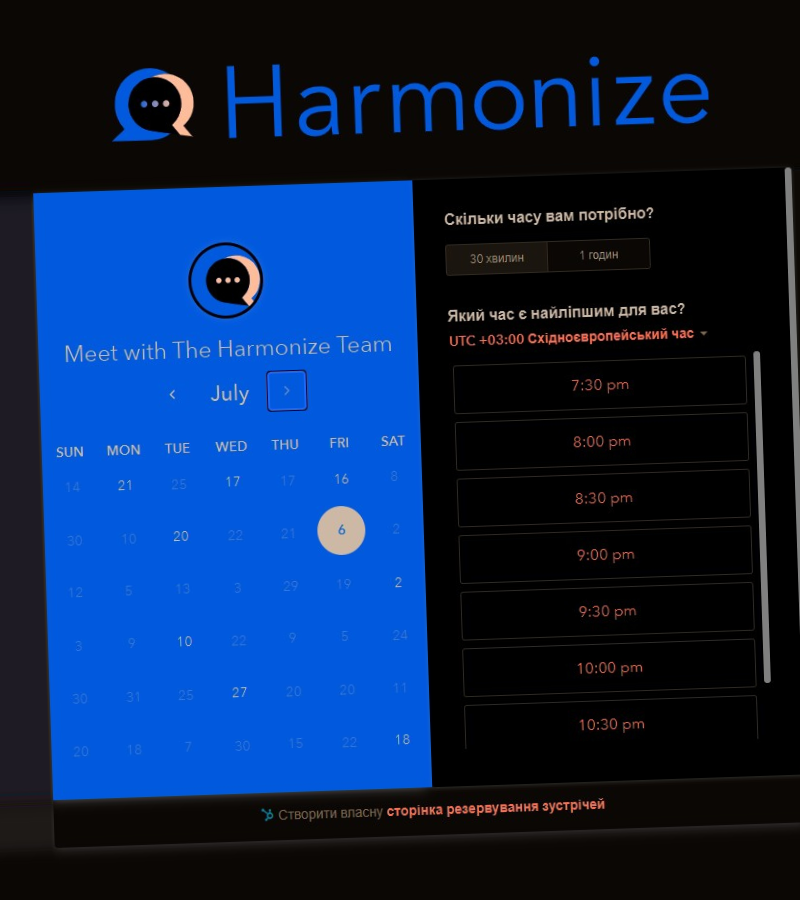 Harmonize
Meet with The Harmonize Team
July
SUN MON TUE WED THU FRI SAT
14 21 25 17 17 16 8
30 10 20 22 21 6 2
12 5 13 3 29 19 2
3 9 10 22 9 5 24
30 31 25 27 20 20 11
20 18 7 30 15 22 18
Скільки часу вам потрібно?
30 хвилин 1 годин
Який час є найліпшим для вас?
UTC +03:00 Східноєвропейський час
7:30 pm
8:00 pm
8:30 pm
9:00 pm
9:30 pm
10:00 pm
10:30 pm
Створити власну сторінка резервування зустрічей